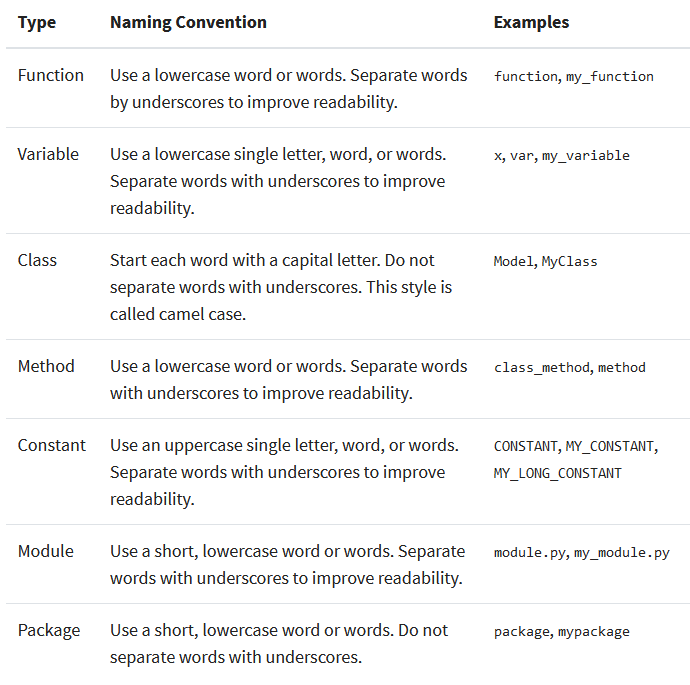 Type Naming Convention Examples
Function Use a lowercase word or words. Separate words function, my_function
by underscores to improve readability.
Variable Use a lowercase single letter, word, or words. x, var, my_variable
Separate words with underscores to improve
readability.
Class Start each word with a capital letter. Do not Model, MyClass
separate words with underscores. This style is
called camel case.
Method Use a lowercase word or words. Separate words class_method, method
with underscores to improve readability.
Constant Use an uppercase single letter, word, or words. CONSTANT, MY_CONSTANT,
Separate words with underscores to improve MY_LONG_CONSTANT
readability.
Module Use a short, lowercase word or words. Separate module.py, my_module.py
words with underscores to improve readability.
Package Use a short, lowercase word or words. Do not package, mypackage
separate words with underscores.